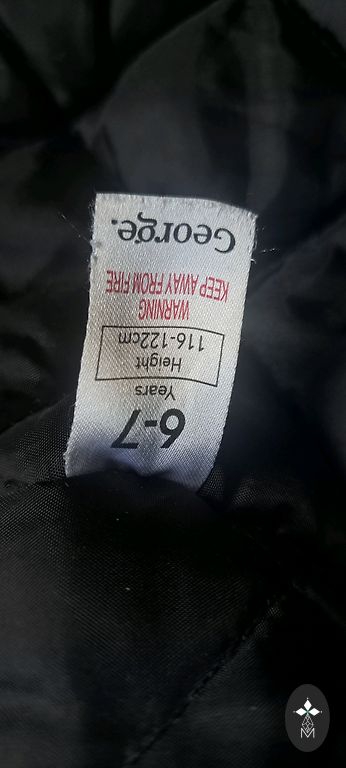 George.
KEEP AWAY FROM FIRE
WARNING
116-122cm
Height
Years
6-7
M